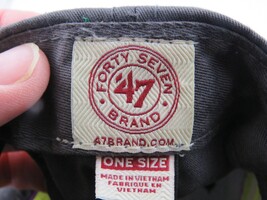 FORTY SEVEN
'47
BRAND
47BRAND.COM
ONE SIZE
MADE IN VIETNAM
FABRIQUÉ EN
VIETNAM